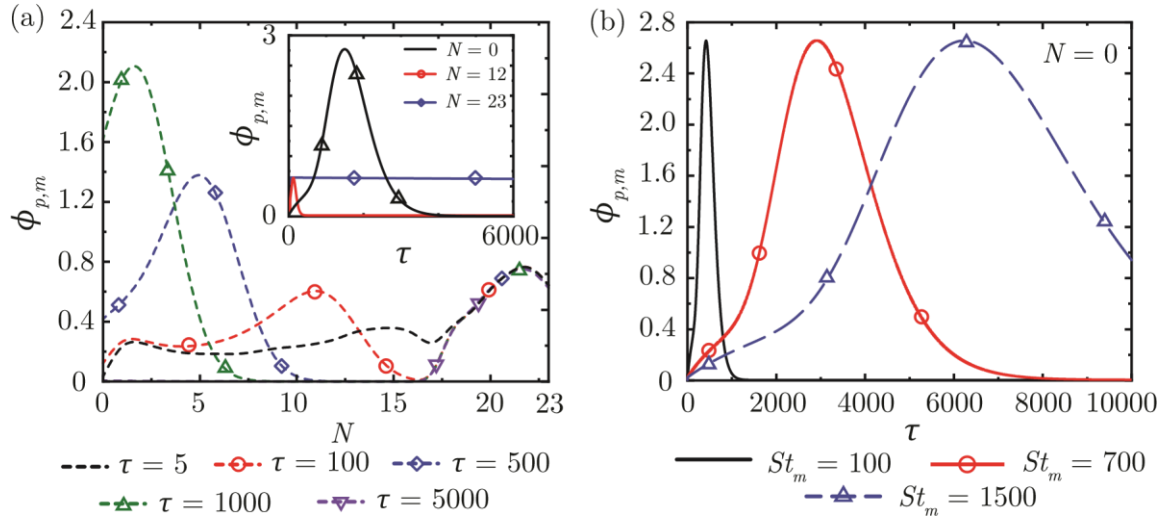 (a)
ϕp,m
2.0
1.6
1.2
0.8
0.4
0
0 5 10 15 20 23
N
3
ϕp,m
0
0 τ 6000
N = 0
N = 12
N = 23
τ = 5 τ = 100 τ = 500
τ = 1000 τ = 5000
(b)
2.8
2.4
2.0
1.6
1.2
0.8
0.4
0
ϕp,m
N = 0
0 2000 4000 6000 8000 10000
τ
Stm = 100 Stm = 700
Stm = 1500